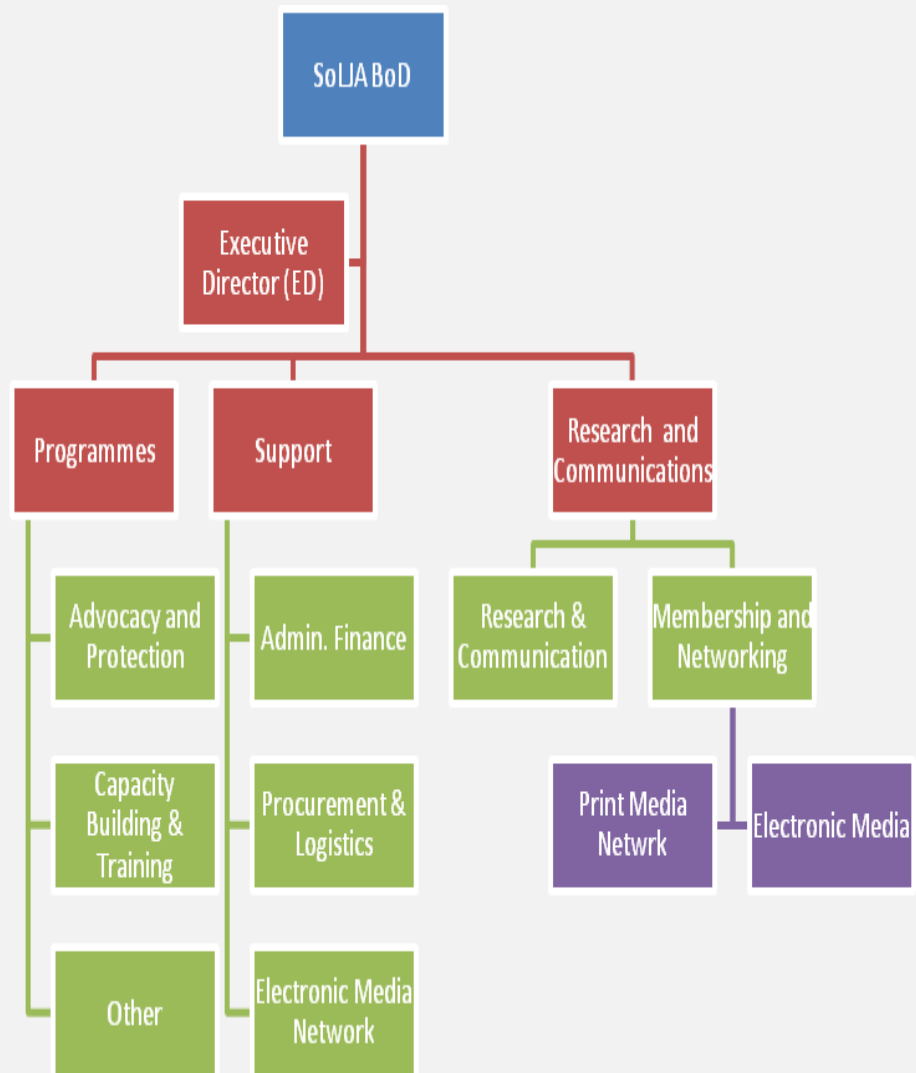 SoLJA BoD
Executive
Director (ED)
Programmes
Support
Research and
Communications
Advocacy and
Protection
Admin. Finance
Research &
Communication
Membership and
Networking
Capacity
Building &
Training
Procurement &
Logistics
Print Media
Netwrk
Electronic Media
Other
Electronic Media
Network